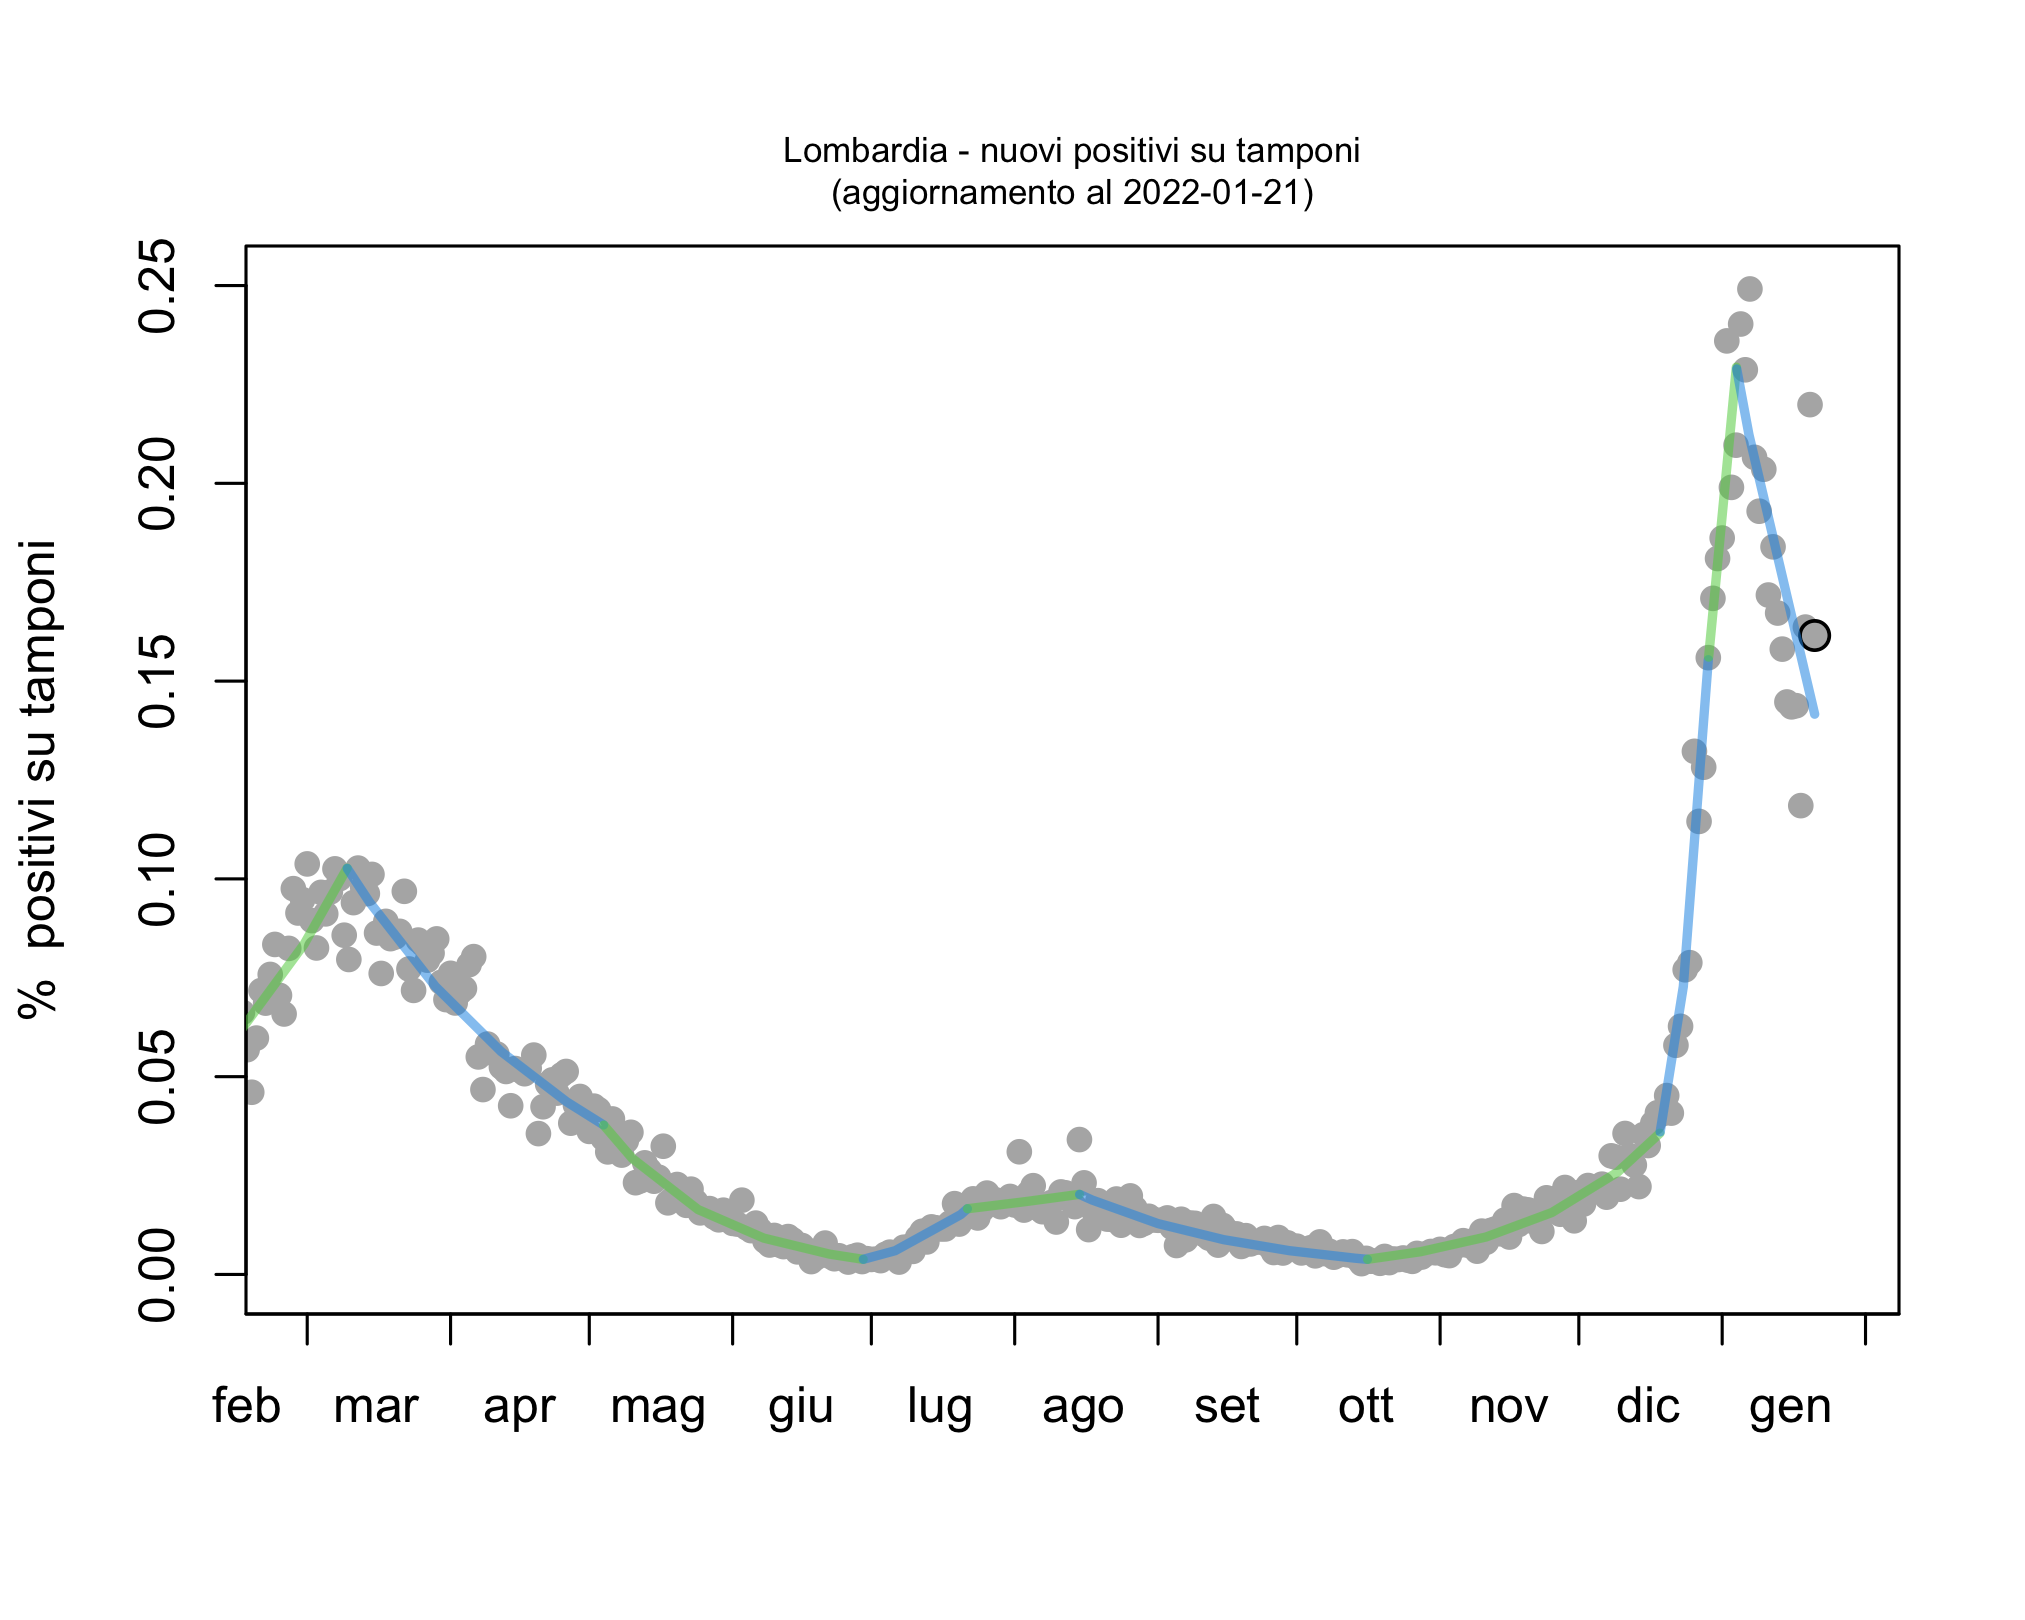 Lombardia - nuovi positivi su tamponi
(aggiornamento al 2022-01-21)
% positivi su tamponi
0.25
0.20
0.15
0.10
0.05
0.00
feb mar apr mag giu lug ago set ott nov dic gen